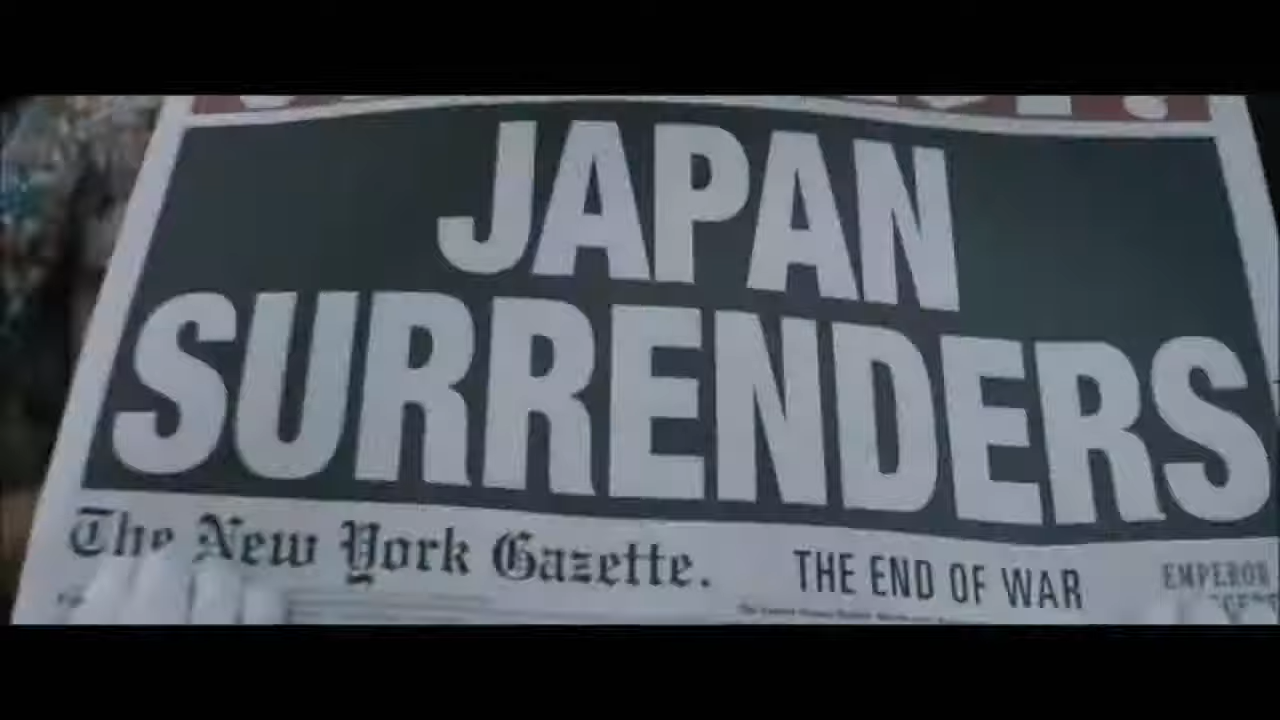 JAPAN
SURRENDERS
The New York Gazette.
THE END OF WAR
EMPEROR